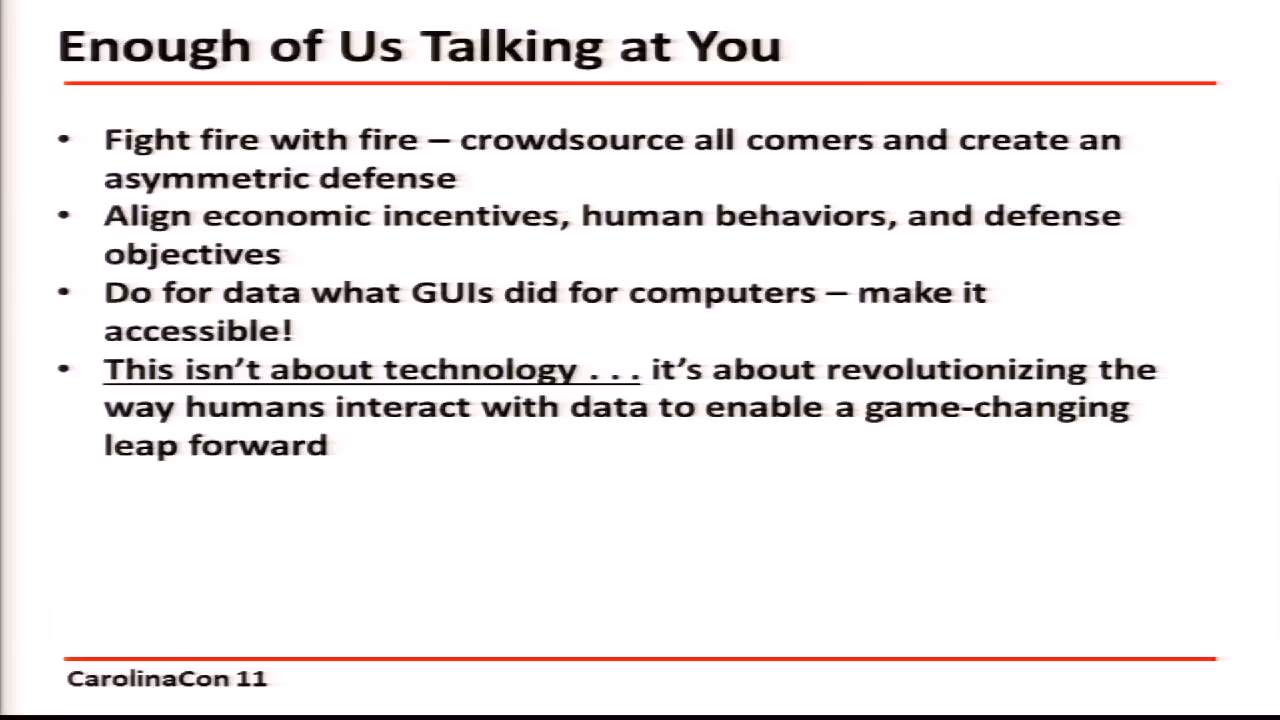 Enough of Us Talking at You
• Fight fire with fire – crowdsource all comers and create an
asymmetric defense
• Align economic incentives, human behaviors, and defense
objectives
• Do for data what GUIs did for computers – make it
accessible!
• This isn’t about technology . . . it’s about revolutionizing the
way humans interact with data to enable a game-changing
leap forward
CarolinaCon 11